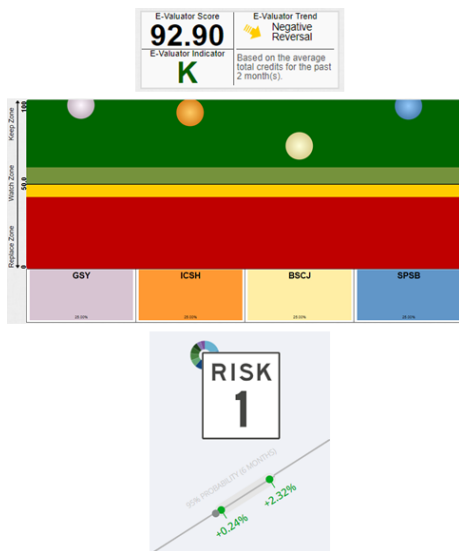 E-Valuator Score
92.90
E-Valuator Indicator
K
E-Valuator Trend
Negative
Reversal
Based on the average
total credits for the past
2 month(s).
100
Keep Zone
Watch Zone
50.0
Replace Zone
0
GSY
ICSH
BSCJ
SPSB
RISK
1
95% PROBABILITY (6 MONTHS)
+0.24%
+2.32%